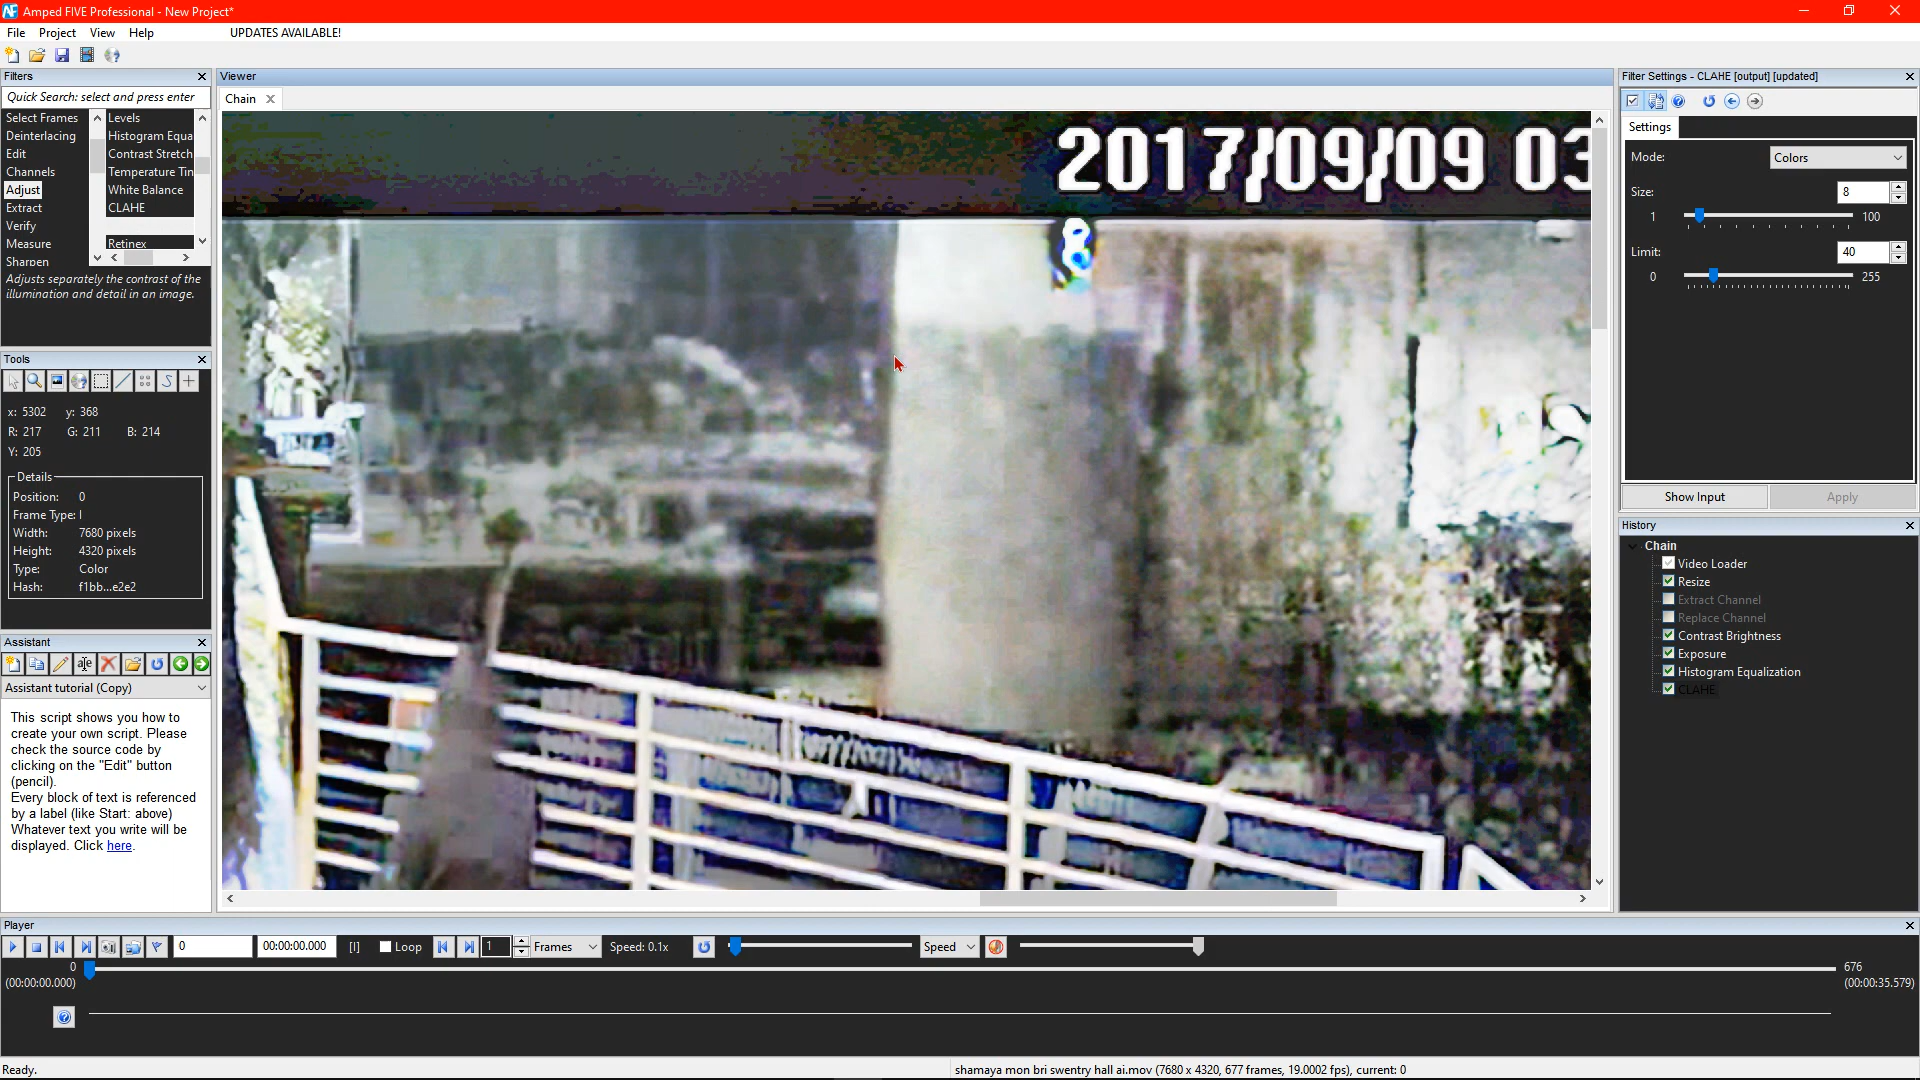 Amped FIVE Professional - New Project*
File Project View Help UPDATES AVAILABLE!
Filters
Quick Search: select and press enter
Select Frames
Deinterlacing
Edit
Channels
Adjust
Extract
Verify
Measure
Sharpen
Levels
Histogram Equa
Contrast Stretch
Temperature Tin
White Balance
CLAHE
Retinex
Adjusts separately the contrast of the
illumination and detail in an image.
Tools
x: 5302 y: 368
R: 217 G: 211 B: 214
Y: 205
Details
Position: 0
Frame Type: I
Width: 7680 pixels
Height: 4320 pixels
Type: Color
Hash: f1bb...e2e2
Assistant
Assistant tutorial (Copy)
This script shows you how to
create your own script. Please
check the source code by
clicking on the "Edit" button
(pencil).
Every block of text is referenced
by a label (like Start: above)
Whatever text you write will be
displayed. Click here.
Viewer
Chain
2017/09/09 03
Filter Settings - CLAHE [output] [updated]
Settings
Mode: Colors
Size: 8
1 100
Limit: 40
0 255
Show Input Apply
History
Chain
Video Loader
Resize
Extract Channel
Replace Channel
Contrast Brightness
Exposure
Histogram Equalization
CLAHE
Player
0 00:00:00.000 [I] Loop 1 Frames Speed: 0.1x Speed
0 676
(00:00:00.000) (00:00:35.579)
Ready. shamaya mon bri swentry hall ai.mov (7680 x 4320, 677 frames, 19.0002 fps), current: 0